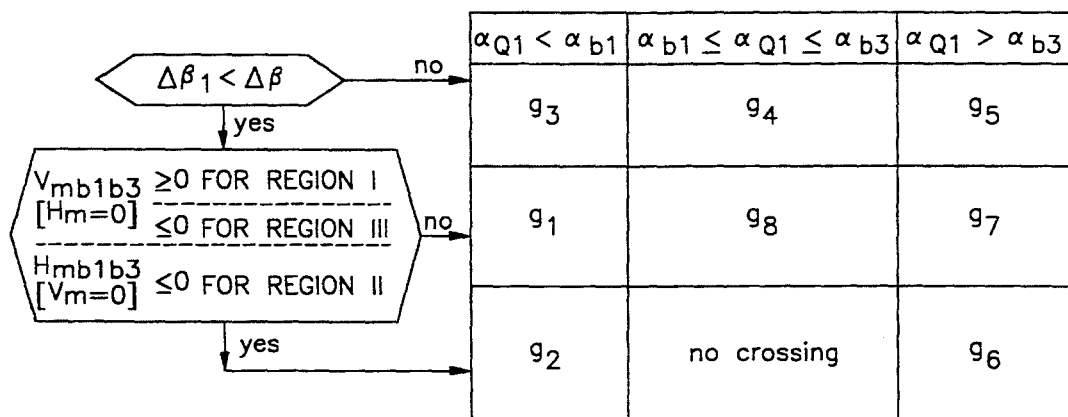 α_Q1 < α_b1 α_b1 ≤ α_Q1 ≤ α_b3 α_Q1 > α_b3
Δβ_1 < Δβ no g_3 g_4 g_5
yes
V_mb1b3 ≥0 FOR REGION I
[H_m=0] ≤0 FOR REGION III no g_1 g_8 g_7
H_mb1b3
[V_m=0] ≤0 FOR REGION II
yes g_2 no crossing g_6